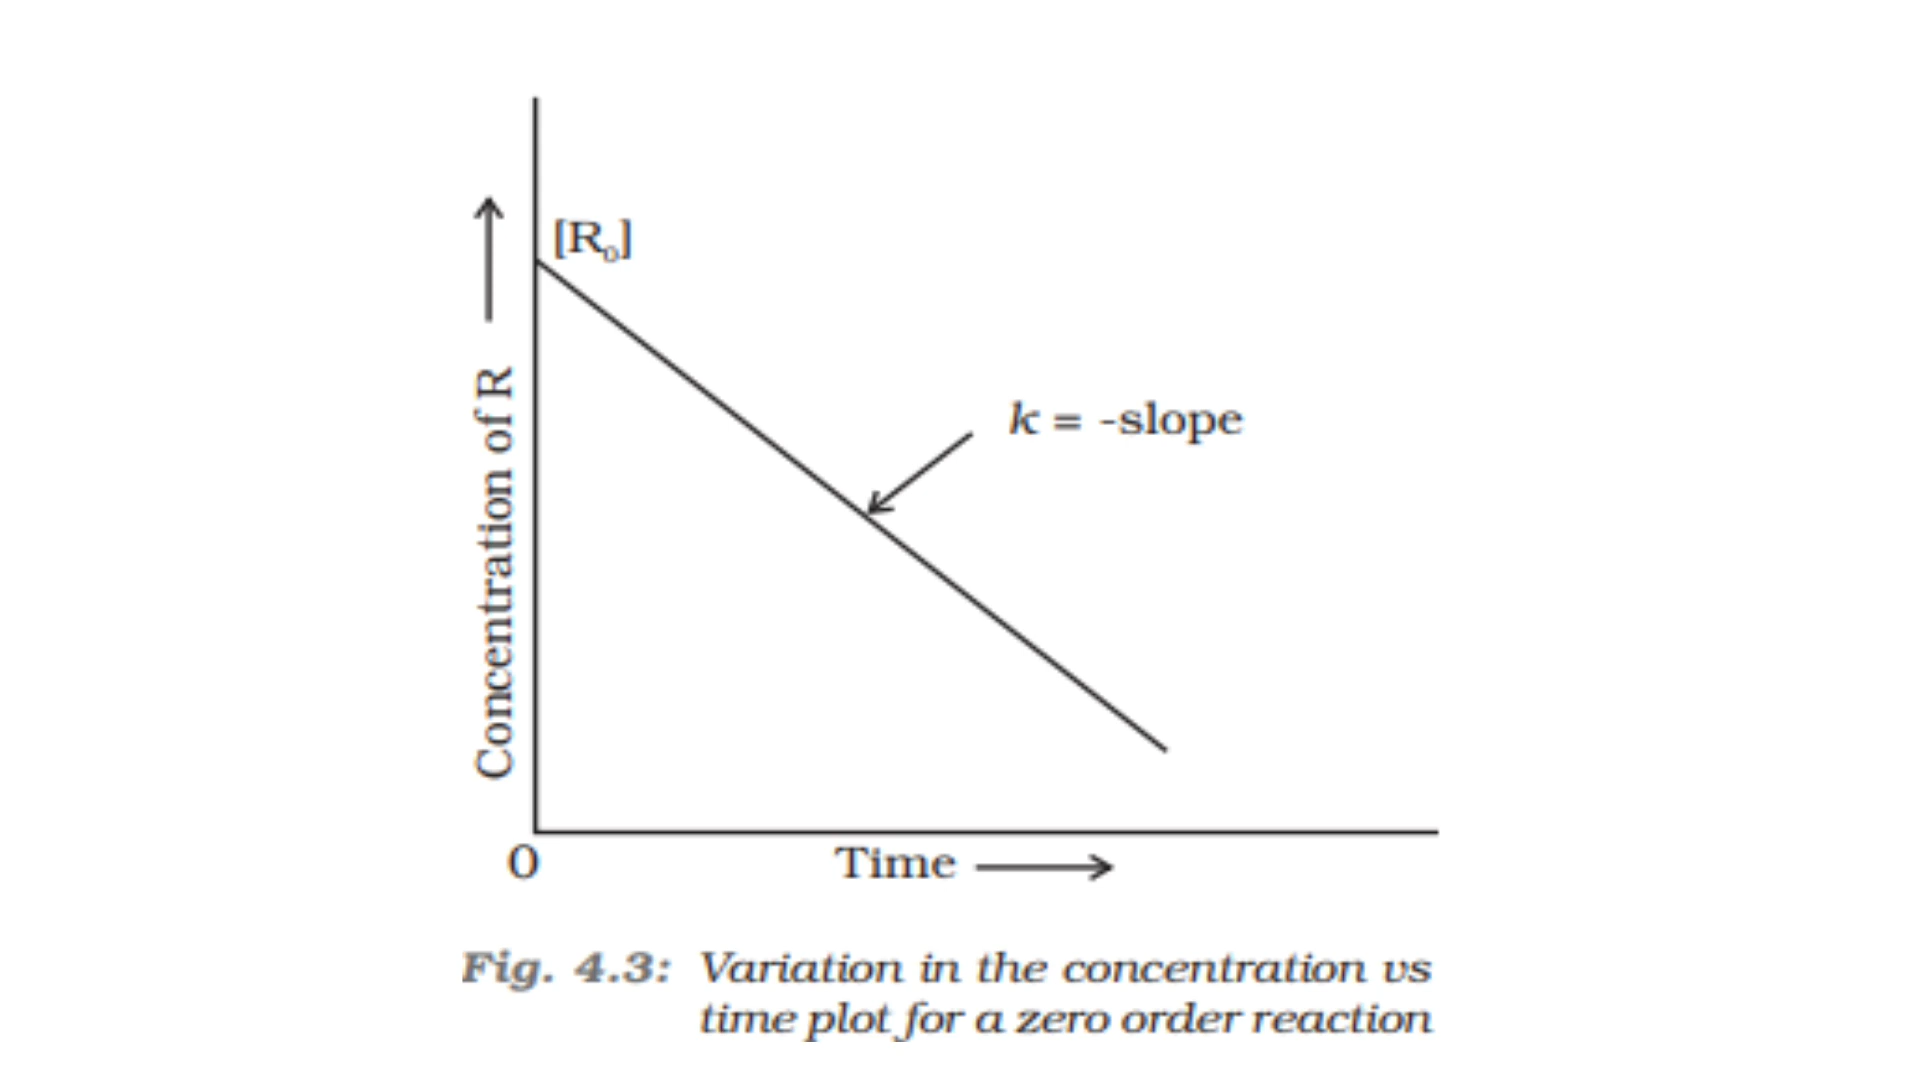 [R₀]
Concentration of R
k = -slope
0
Time
Fig. 4.3: Variation in the concentration vs
time plot for a zero order reaction